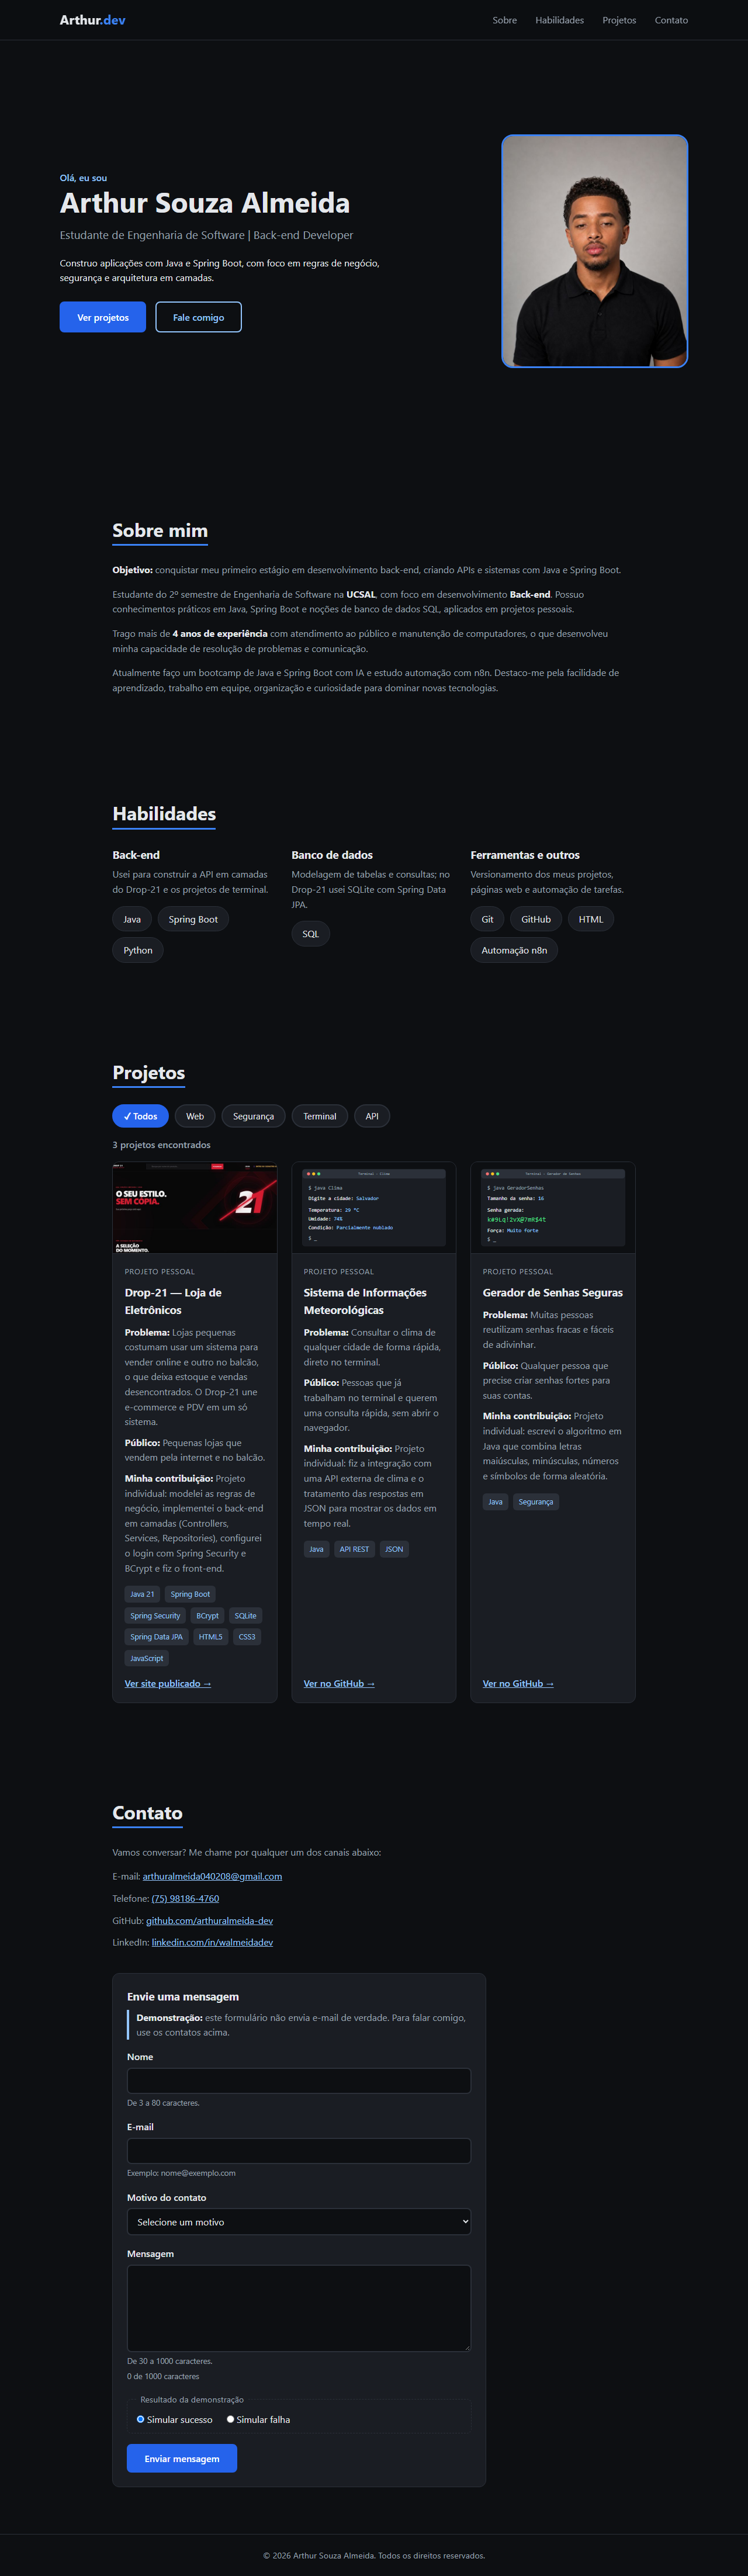 Arthur.dev
Sobre
Habilidades
Projetos
Contato
Olá, eu sou
Arthur Souza Almeida
Estudante de Engenharia de Software | Back-end Developer
Construo aplicações com Java e Spring Boot, com foco em regras de negócio,
segurança e arquitetura em camadas.
Ver projetos
Fale comigo
Sobre mim
Objetivo: conquistar meu primeiro estágio em desenvolvimento back-end, criando APIs e sistemas com Java e Spring Boot.
Estudante do 2º semestre de Engenharia de Software na UCSAL, com foco em desenvolvimento Back-end. Possuo
conhecimentos práticos em Java, Spring Boot e noções de banco de dados SQL, aplicados em projetos pessoais.
Trago mais de 4 anos de experiência com atendimento ao público e manutenção de computadores, o que desenvolveu
minha capacidade de resolução de problemas e comunicação.
Atualmente faço um bootcamp de Java e Spring Boot com IA e estudo automação com n8n. Destaco-me pela facilidade de
aprendizado, trabalho em equipe, organização e curiosidade para dominar novas tecnologias.
Habilidades
Back-end
Usei para construir a API em camadas
do Drop-21 e os projetos de terminal.
Java
Spring Boot
Python
Banco de dados
Modelagem de tabelas e consultas; no
Drop-21 usei SQLite com Spring Data
JPA.
SQL
Ferramentas e outros
Versionamento dos meus projetos,
páginas web e automação de tarefas.
Git
GitHub
HTML
Automação n8n
Projetos
✓ Todos
Web
Segurança
Terminal
API
3 projetos encontrados
O SEU ESTILO.
SEM CÓPIA.
21
A SELEÇÃO
DO MOMENTO.
PROJETO PESSOAL
Drop-21 — Loja de
Eletrônicos
Problema: Lojas pequenas
costumam usar um sistema para
vender online e outro no balcão,
o que deixa estoque e vendas
desencontrados. O Drop-21 une
e-commerce e PDV em um só
sistema.
Público: Pequenas lojas que
vendem pela internet e no balcão.
Minha contribuição: Projeto
individual: modelei as regras de
negócio, implementei o back-end
em camadas (Controllers,
Services, Repositories), configurei
o login com Spring Security e
BCrypt e fiz o front-end.
Java 21
Spring Boot
Spring Security
BCrypt
SQLite
Spring Data JPA
HTML5
CSS3
JavaScript
Ver site publicado →
Terminal - Clima
$ java Clima
Digite a cidade: Salvador
Temperatura: 29 °C
Umidade: 74%
Condição: Parcialmente nublado
$ _
PROJETO PESSOAL
Sistema de Informações
Meteorológicas
Problema: Consultar o clima de
qualquer cidade de forma rápida,
direto no terminal.
Público: Pessoas que já
trabalham no terminal e querem
uma consulta rápida, sem abrir o
navegador.
Minha contribuição: Projeto
individual: fiz a integração com
uma API externa de clima e o
tratamento das respostas em
JSON para mostrar os dados em
tempo real.
Java
API REST
JSON
Ver no GitHub →
Terminal - Gerador de Senhas
$ java GeradorSenhas
Tamanho da senha: 16
Senha gerada:
k#9Lq!2vX@7mR$4t
Força: Muito forte
$ _
PROJETO PESSOAL
Gerador de Senhas Seguras
Problema: Muitas pessoas
reutilizam senhas fracas e fáceis
de adivinhar.
Público: Qualquer pessoa que
precise criar senhas fortes para
suas contas.
Minha contribuição: Projeto
individual: escrevi o algoritmo em
Java que combina letras
maiúsculas, minúsculas, números
e símbolos de forma aleatória.
Java
Segurança
Ver no GitHub →
Contato
Vamos conversar? Me chame por qualquer um dos canais abaixo:
E-mail: arthuralmeida040208@gmail.com
Telefone: (75) 98186-4760
GitHub: github.com/arthuralmeida-dev
LinkedIn: linkedin.com/in/walmeidadev
Envie uma mensagem
Demonstração: este formulário não envia e-mail de verdade. Para falar comigo,
use os contatos acima.
Nome
De 3 a 80 caracteres.
E-mail
Exemplo: nome@exemplo.com
Motivo do contato
Selecione um motivo
Mensagem
De 30 a 1000 caracteres.
0 de 1000 caracteres
Resultado da demonstração
Simular sucesso
Simular falha
Enviar mensagem
© 2026 Arthur Souza Almeida. Todos os direitos reservados.